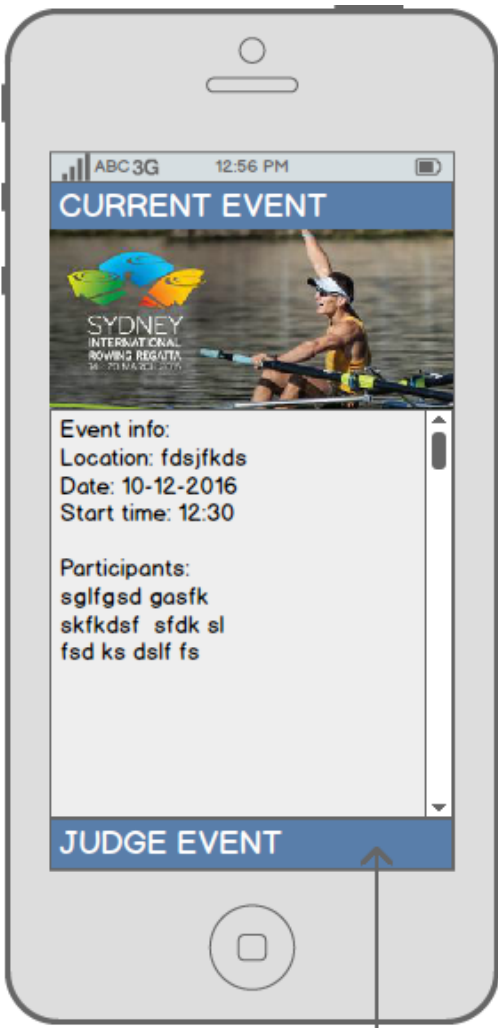 ABC 3G 12:56 PM
CURRENT EVENT
SYDNEY
INTERNATIONAL
ROWING REGATTA
Event info:
Location: fdsjfkds
Date: 10-12-2016
Start time: 12:30
Participants:
sglfgsd gasfk
skfkdsf sfdk sl
fsd ks dslf fs
JUDGE EVENT